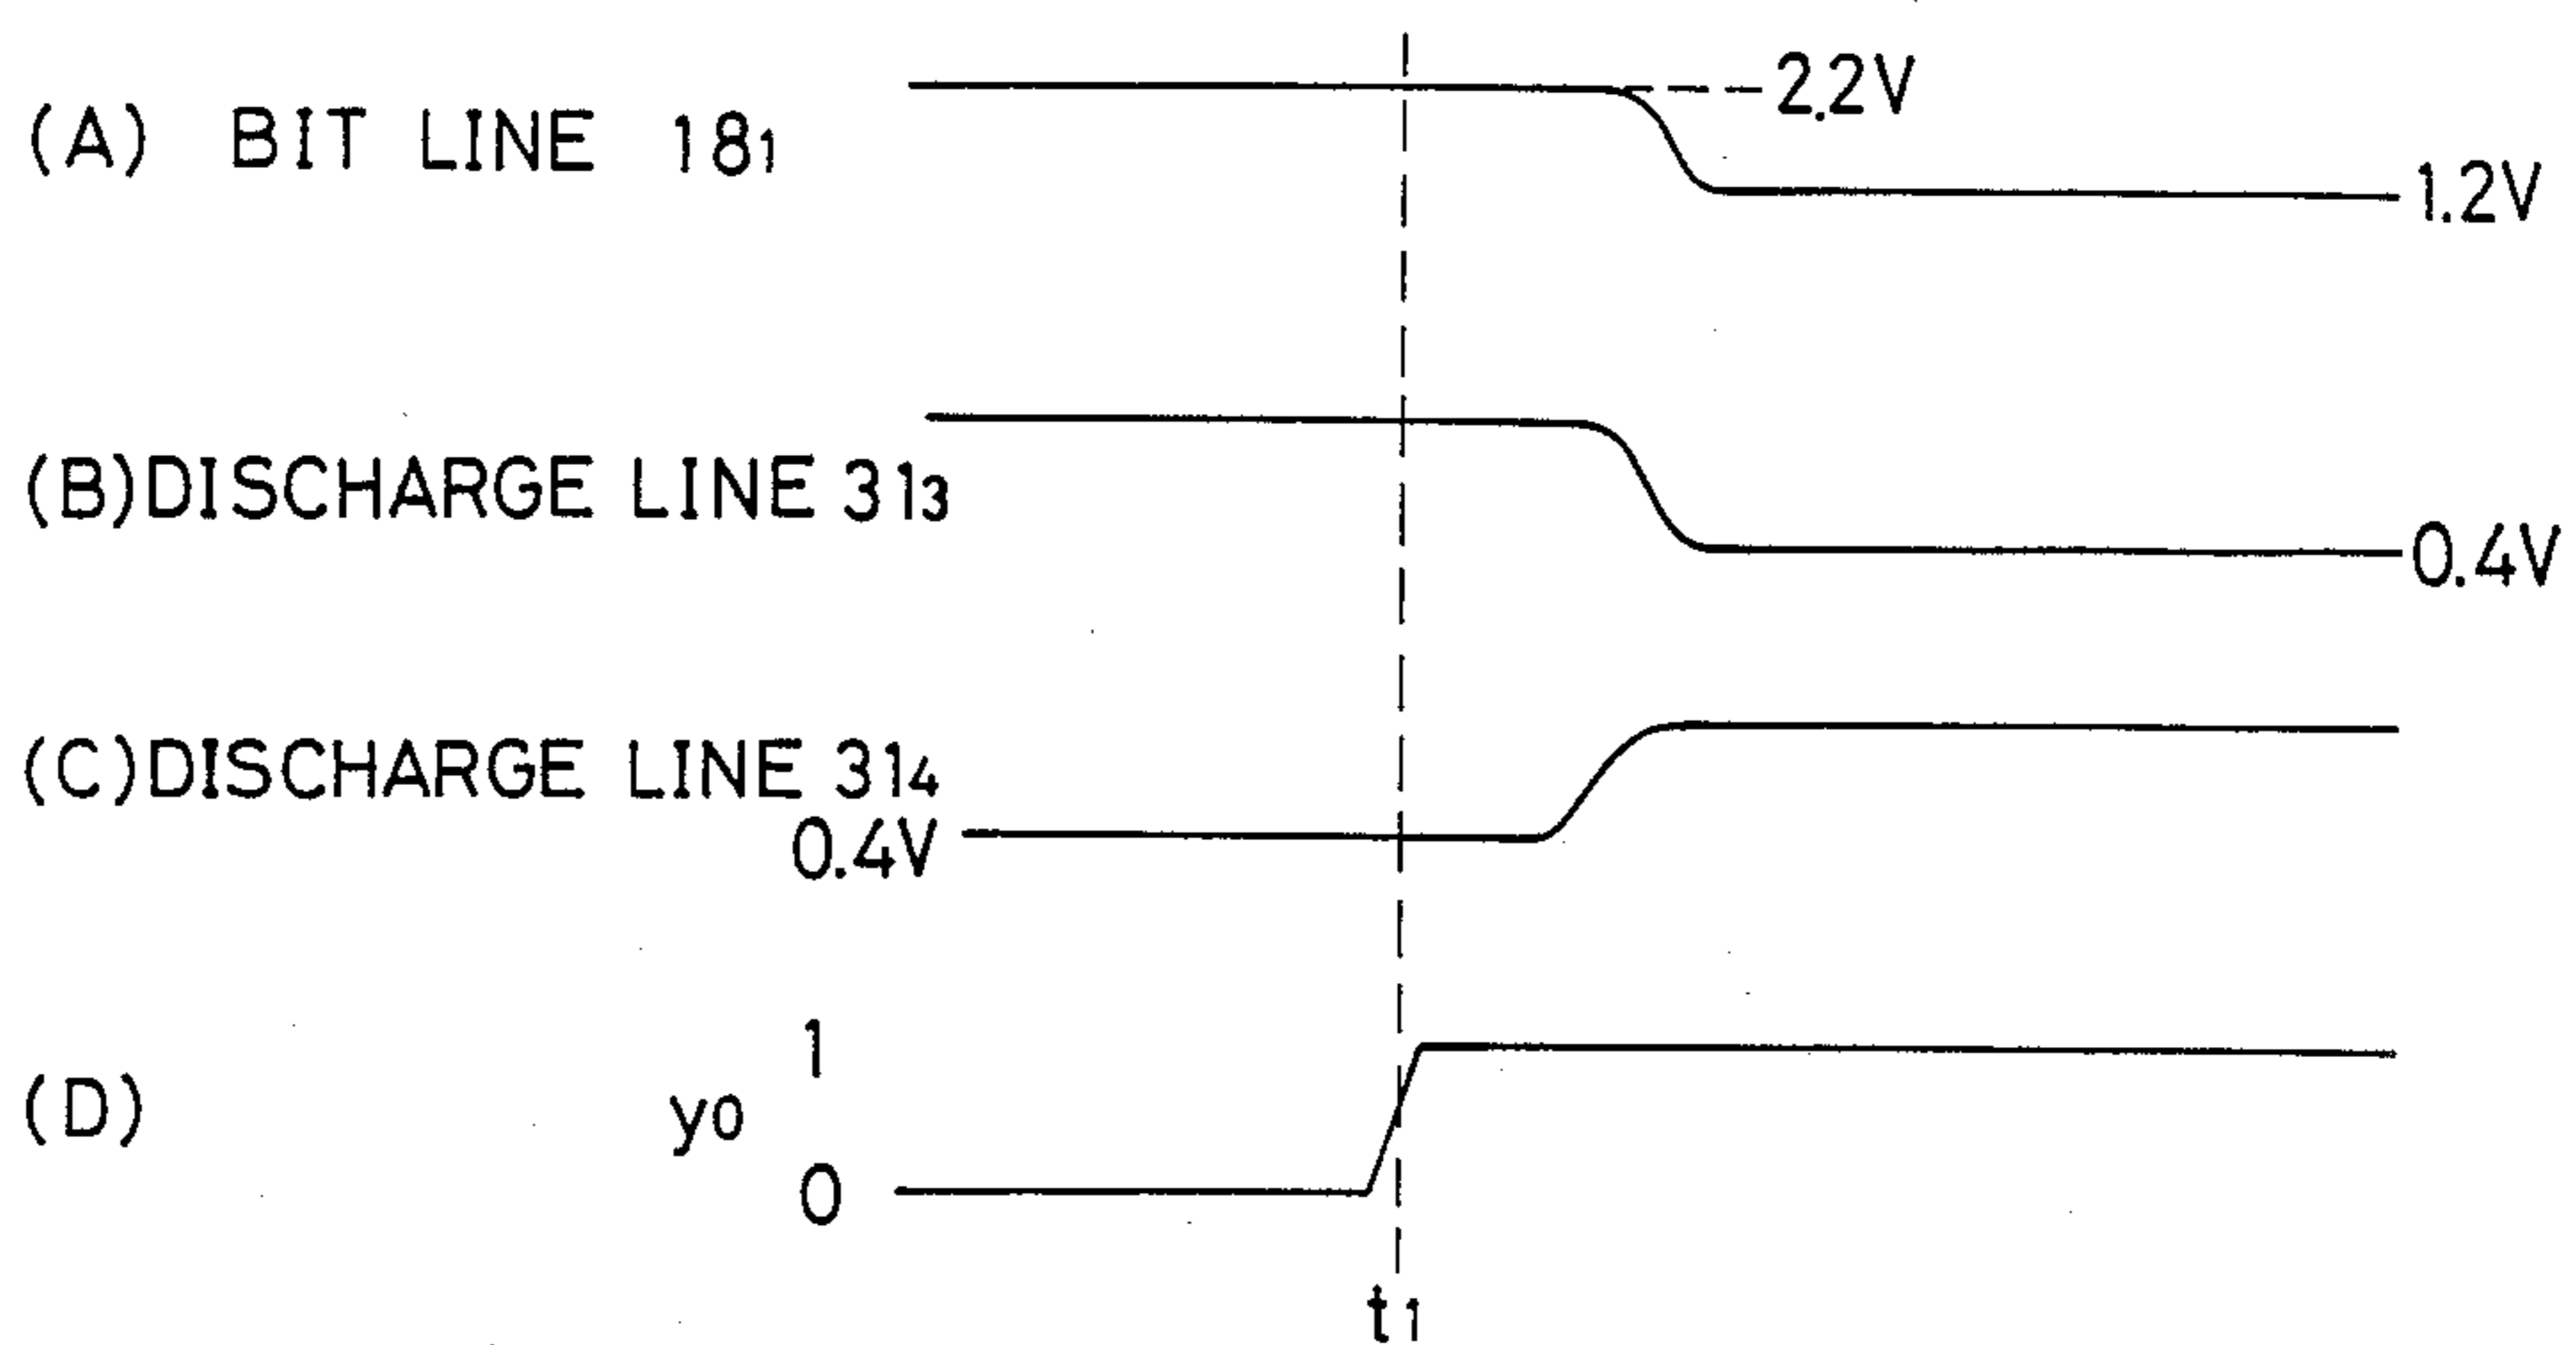 2.2V
(A) BIT LINE 181
1.2V
(B)DISCHARGE LINE 313
0.4V
(C)DISCHARGE LINE 314
0.4V
1
(D) y0
0
t1